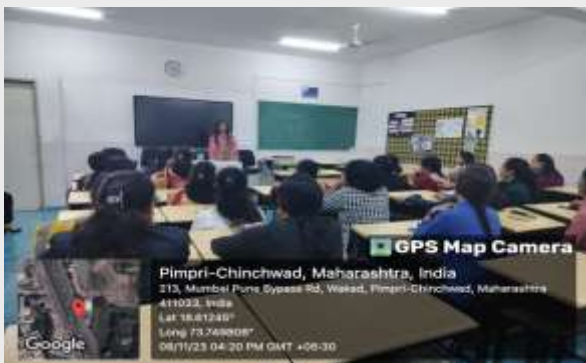 GPS Map Camera
Pimpri-Chinchwad, Maharashtra, India
213, Mumbai Pune Bypass Rd, Wakad, Pimpri-Chinchwad, Maharashtra
411033, India
Lat 18.61245°
Long 73.749808°
08/11/23 04:20 PM GMT +05:30
Google